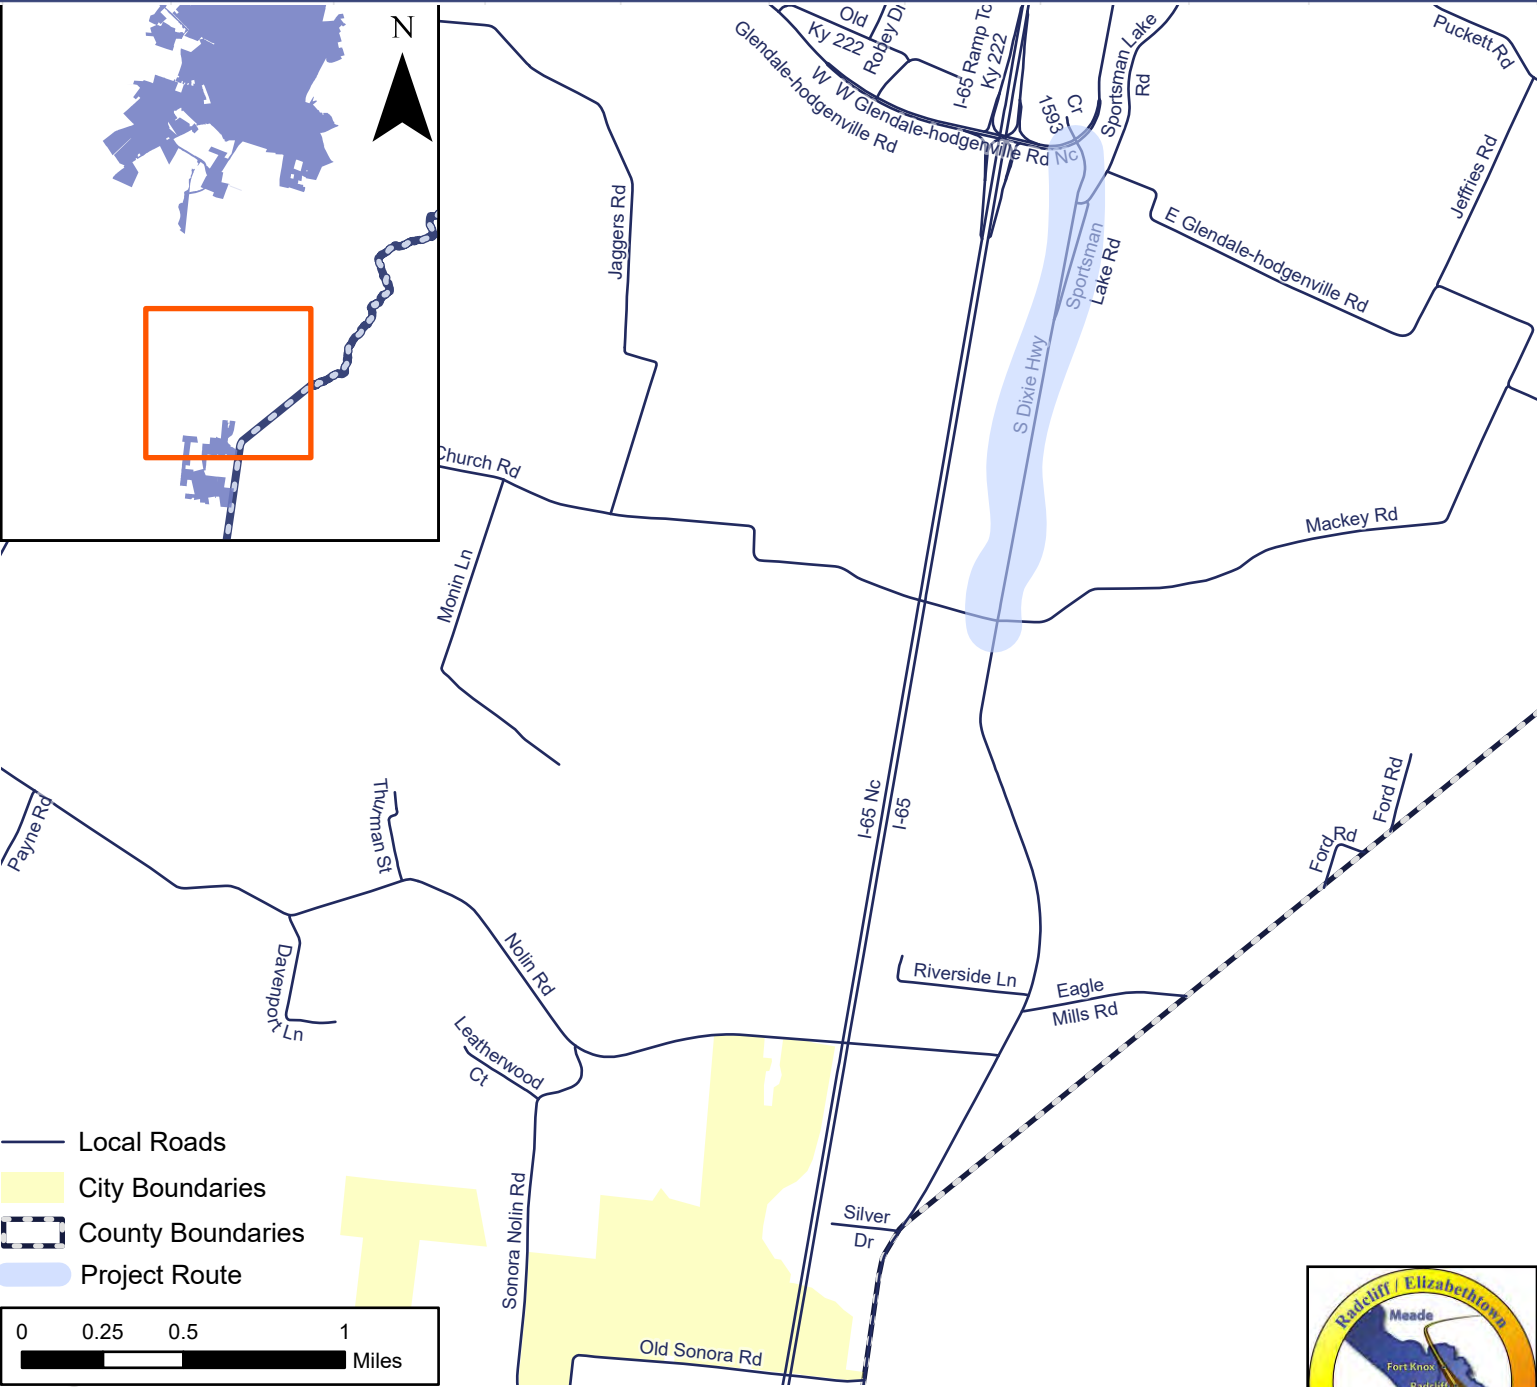 N
Old
Ky 222
Robey Dr
I-65 Ramp To
Ky 222
Sportsman Lake
Rd
Puckett Rd
Glendale-hodgenville Rd
W
W Glendale-hodgenville Rd
Cr
1593
Nc
Jeffries Rd
Jaggers Rd
E Glendale-hodgenville Rd
Sportsman
Lake Rd
S Dixie Hwy
Church Rd
Mackey Rd
Monin Ln
I-65 Nc
I-65
Ford Rd
Ford Rd
Payne Rd
Thurman St
Nolin Rd
Davenport Ln
Riverside Ln
Eagle
Mills Rd
Leatherwood
Ct
Sonora Nolin Rd
Silver
Dr
Old Sonora Rd
Local Roads
City Boundaries
County Boundaries
Project Route
0 0.25 0.5 1
Miles
Radcliff / Elizabethtown
Meade
Fort Knox
Radcliff